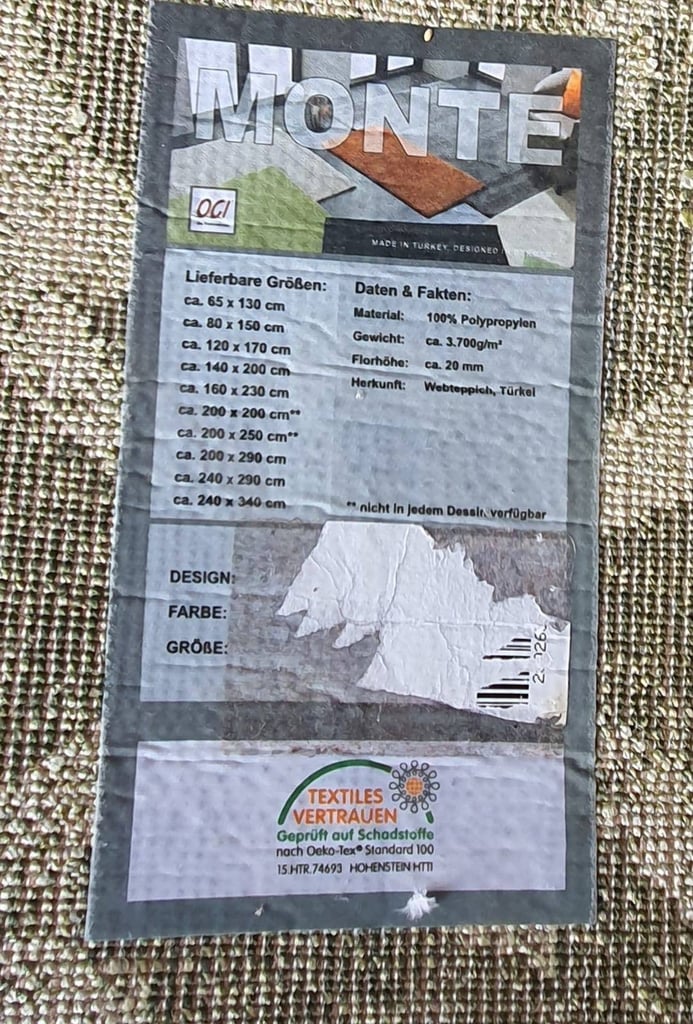 MONTE
OCI
MADE IN TURKEY, DESIGNED
Lieferbare Größen:
ca. 65 x 130 cm
ca. 80 x 150 cm
ca. 120 x 170 cm
ca. 140 x 200 cm
ca. 160 x 230 cm
ca. 200 x 200 cm**
ca. 200 x 250 cm**
ca. 200 x 290 cm
ca. 240 x 290 cm
ca. 240 x 340 cm
Daten & Fakten:
Material: 100% Polypropylen
Gewicht: ca. 3.700g/m²
Florhöhe: ca. 20 mm
Herkunft: Webteppich, Türkei
** nicht in jedem Dessin verfügbar
DESIGN:
FARBE:
GRÖßE:
TEXTILES
VERTRAUEN
Geprüft auf Schadstoffe
nach Oeko-Tex® Standard 100
15.HTR.74693 HOHENSTEIN HTTI